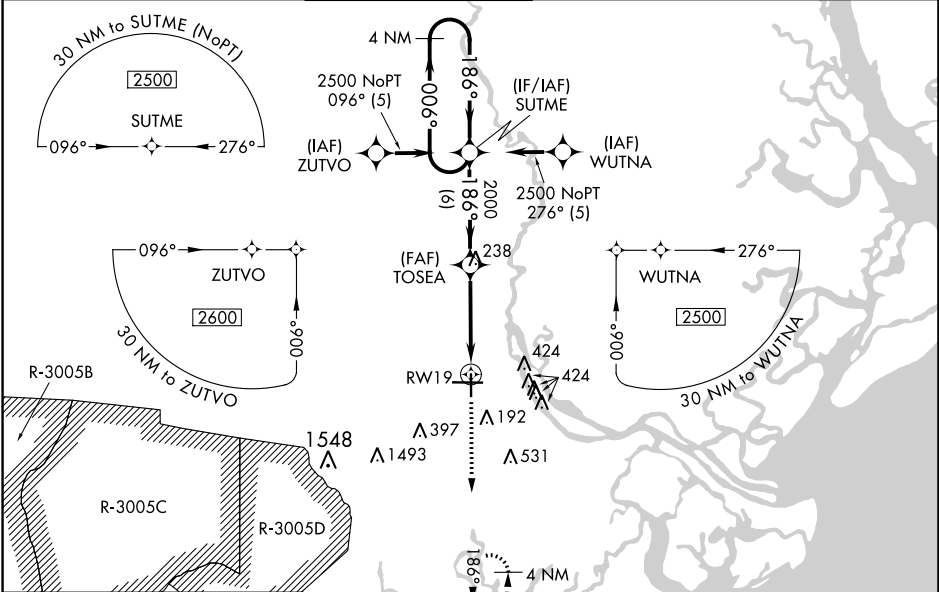 30 NM to SUTME (NoPT)
2500
SUTME
096°
276°
4 NM
006°
186°
2500 NoPT
096° (5)
(IF/IAF)
SUTME
(IAF)
ZUTVO
(IAF)
WUTNA
2500 NoPT
276° (5)
2000
186°
(6)
096°
ZUTVO
2600
006°
30 NM to ZUTVO
(FAF)
TOSEA
238
276°
WUTNA
2500
006°
30 NM to WUTNA
RW19
424
424
192
397
531
1548
1493
R-3005B
R-3005C
R-3005D
186°
4 NM